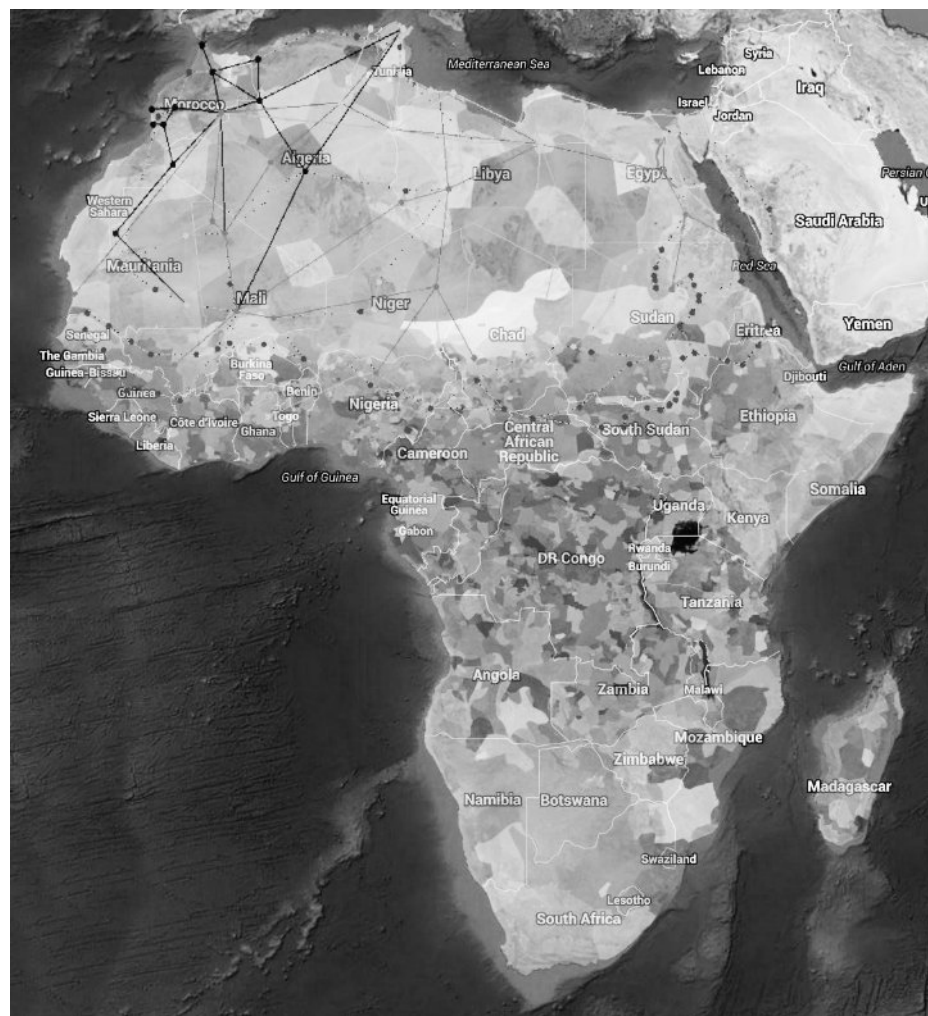 Syria
Mediterranean Sea
Lebanon
Tunisia
Iraq
Morocco
Israel
Jordan
Algeria
Libya
Egypt
Persian
Western
Sahara
Saudi Arabia
Mauritania
Red Sea
Mali
Niger
Sudan
Chad
Eritrea
Yemen
Senegal
The Gambia
Burkina
Faso
Gulf of Aden
Guinea-Bissau
Djibouti
Guinea
Benin
Nigeria
Sierra Leone
Côte d'Ivoire
Togo
Ghana
Ethiopia
Liberia
Central
African
Republic
South Sudan
Cameroon
Gulf of Guinea
Somalia
Equatorial
Guinea
Uganda
Kenya
Gabon
Rwanda
DR Congo
Burundi
Tanzania
Angola
Zambia
Malawi
Mozambique
Zimbabwe
Madagascar
Namibia
Botswana
Swaziland
Lesotho
South Africa